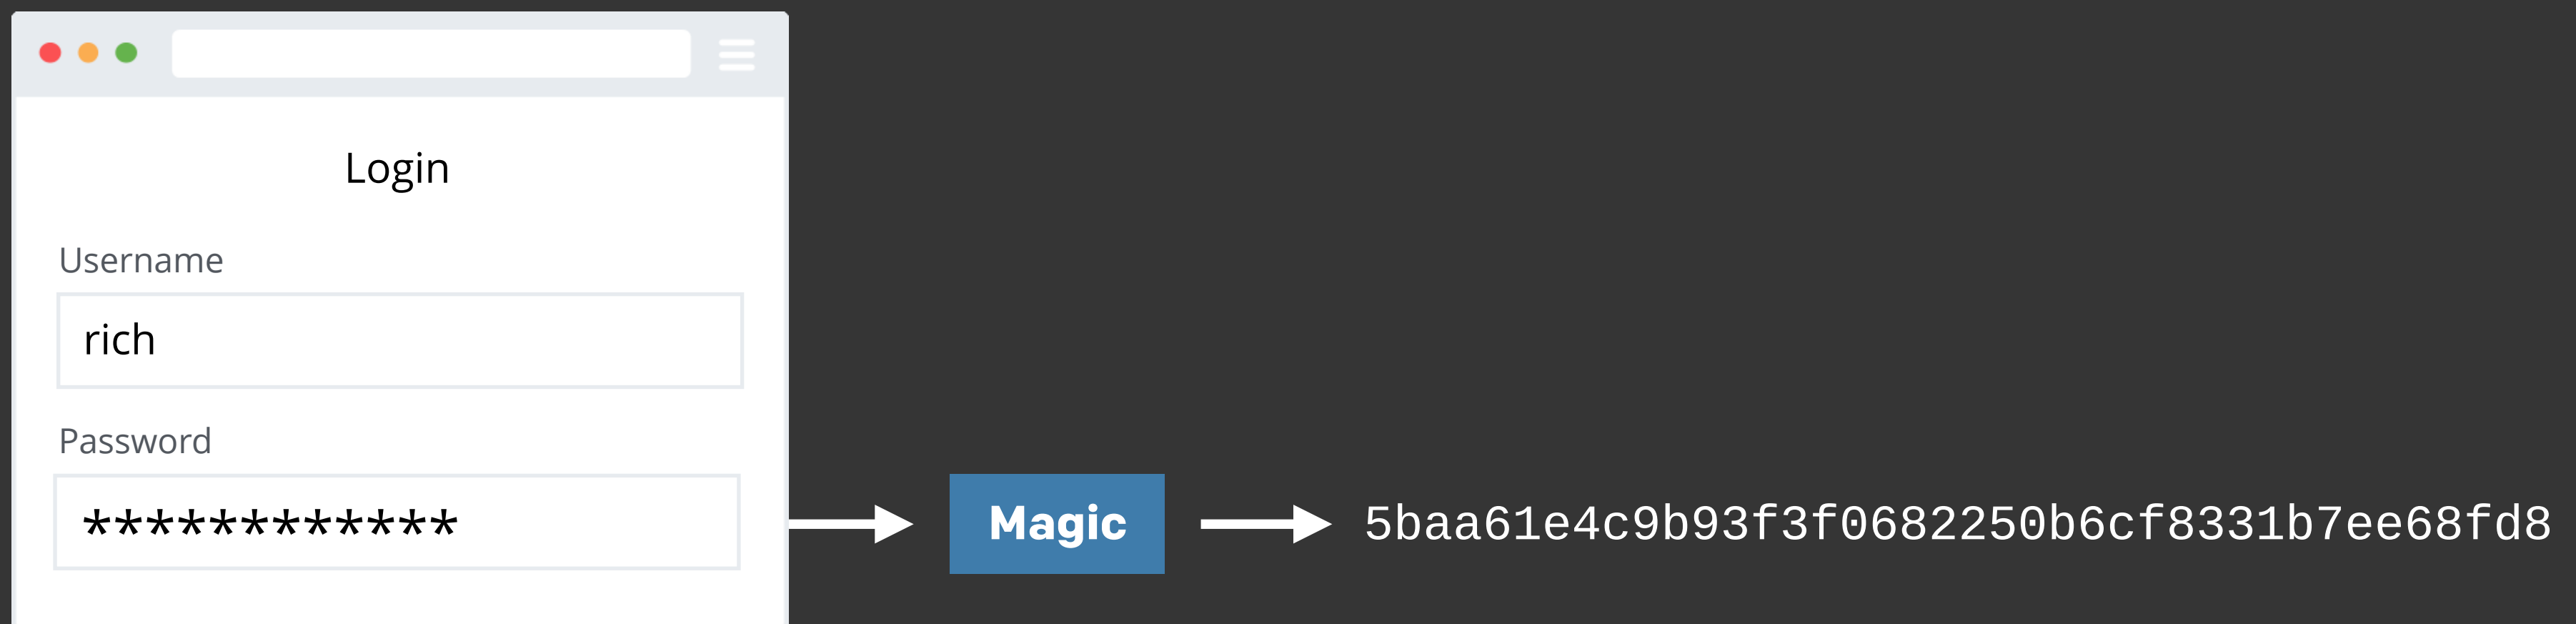 Login
Username
rich
Password
************
Magic
5baa61e4c9b93f3f0682250b6cf8331b7ee68fd8